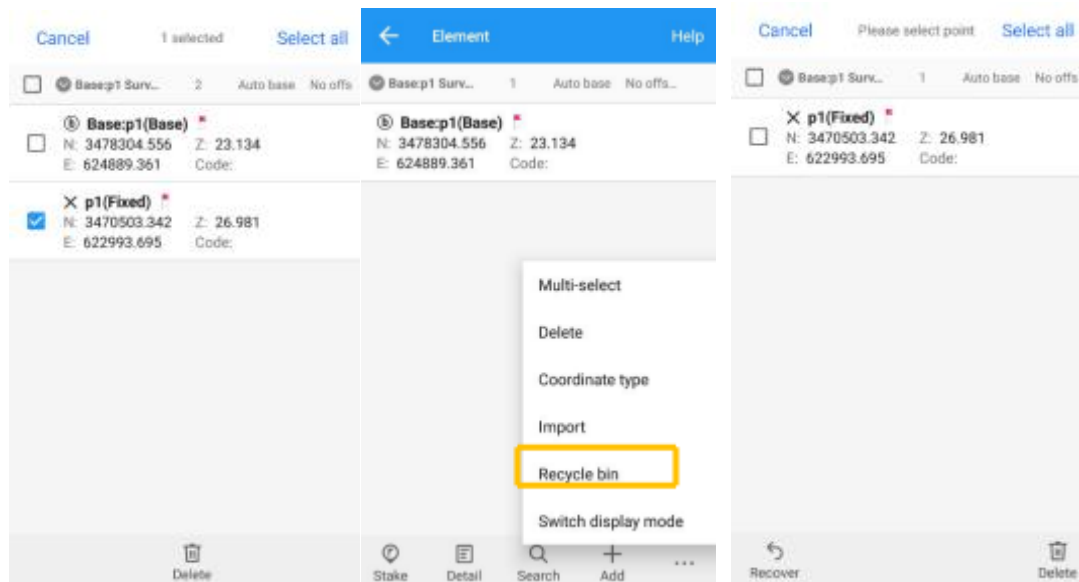 Cancel 1 selected Select all
Base:p1 Surv... 2 Auto base No offs
Base:p1(Base)
N: 3478304.556 Z: 23.134
E: 624889.361 Code:
p1(Fixed)
N: 3470503.342 Z: 26.981
E: 622993.695 Code:
Delete
Element Help
Base:p1 Surv... 1 Auto base No offs...
Base:p1(Base)
N: 3478304.556 Z: 23.134
E: 624889.361 Code:
Multi-select
Delete
Coordinate type
Import
Recycle bin
Switch display mode
Stake Detail Search Add ...
Cancel Please select point Select all
Base:p1 Surv... 1 Auto base No offs
p1(Fixed)
N: 3470503.342 Z: 26.981
E: 622993.695 Code:
Recover Delete